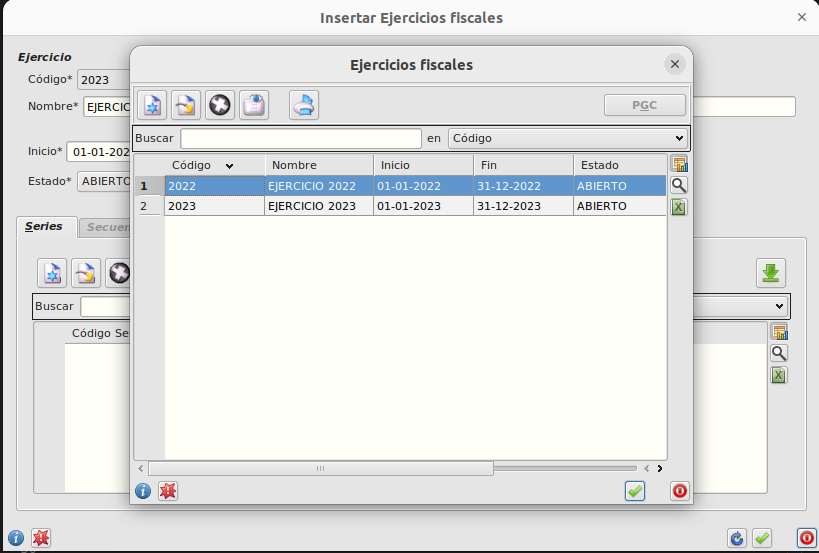 Insertar Ejercicios fiscales
Ejercicio
Código* 2023
Nombre* EJERCIC
Inicio* 01-01-202
Estado* ABIERTO
Series Secuen
Buscar
Código Se
Ejercicios fiscales
PGC
Buscar en Código
Código Nombre Inicio Fin Estado
1 2022 EJERCICIO 2022 01-01-2022 31-12-2022 ABIERTO
2 2023 EJERCICIO 2023 01-01-2023 31-12-2023 ABIERTO